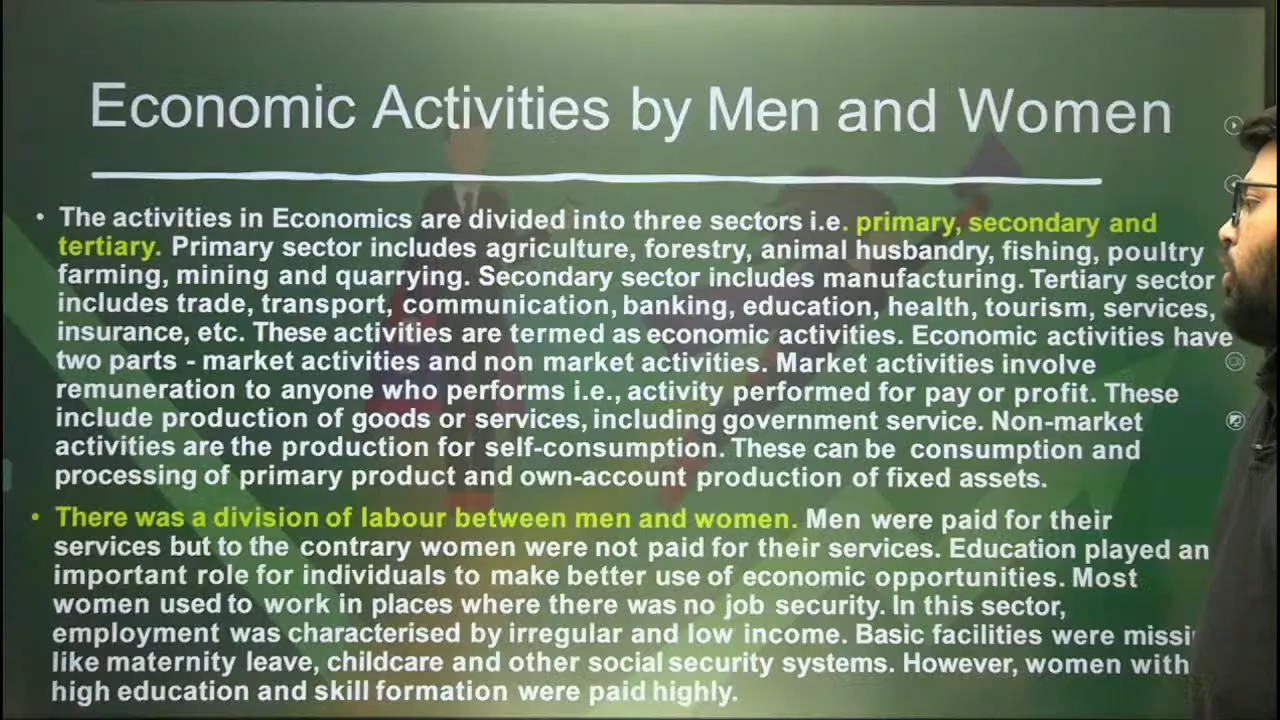 Economic Activities by Men and Women
• The activities in Economics are divided into three sectors i.e. primary, secondary and
tertiary. Primary sector includes agriculture, forestry, animal husbandry, fishing, poultry
farming, mining and quarrying. Secondary sector includes manufacturing. Tertiary sector
includes trade, transport, communication, banking, education, health, tourism, services,
insurance, etc. These activities are termed as economic activities. Economic activities have
two parts - market activities and non market activities. Market activities involve
remuneration to anyone who performs i.e., activity performed for pay or profit. These
include production of goods or services, including government service. Non-market
activities are the production for self-consumption. These can be consumption and
processing of primary product and own-account production of fixed assets.
• There was a division of labour between men and women. Men were paid for their
services but to the contrary women were not paid for their services. Education played an
important role for individuals to make better use of economic opportunities. Most
women used to work in places where there was no job security. In this sector,
employment was characterised by irregular and low income. Basic facilities were
like maternity leave, childcare and other social security systems. However, women with
high education and skill formation were paid highly.